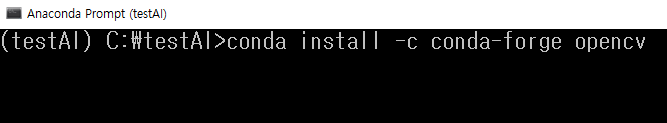 Anaconda Prompt (testAI)
(testAI) C:₩testAI>conda install -c conda-forge opencv